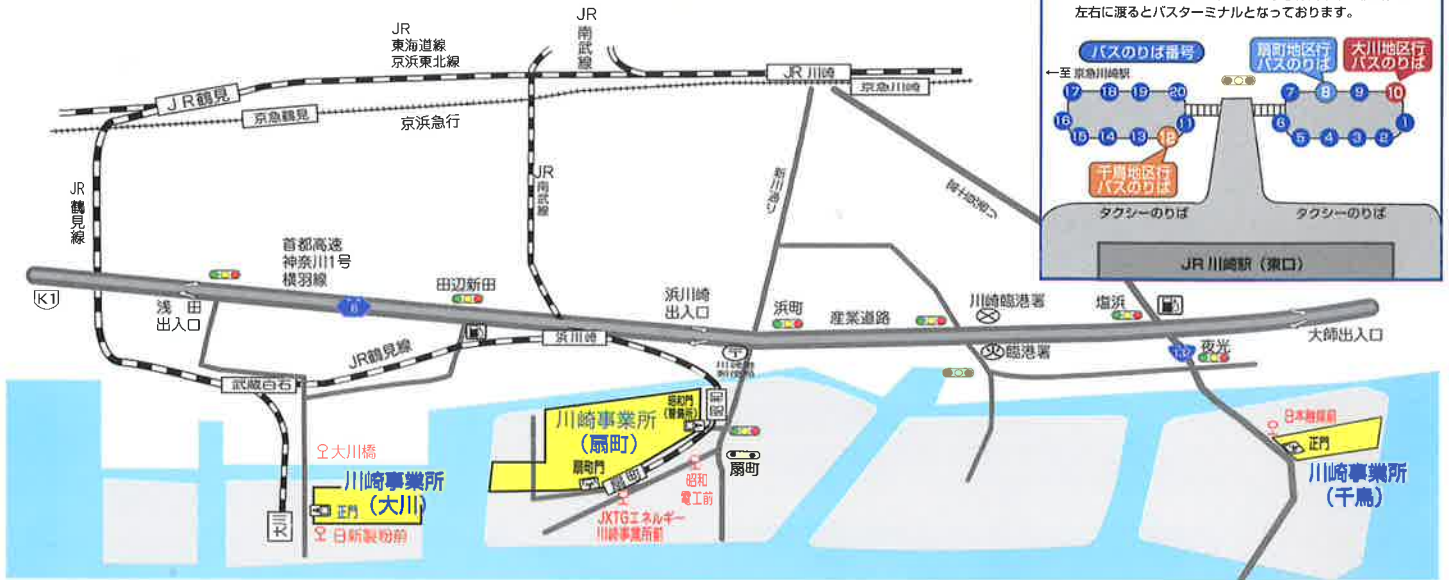 左右に渡るとバスターミナルとなっております。
バスのりば番号
扇町地区行
バスのりば
大川地区行
バスのりば
←至 京急川崎駅
17
18
19
20
7
8
9
10
16
11
6
1
15
14
13
12
5
4
3
2
千鳥地区行
バスのりば
タクシーのりば
タクシーのりば
JR川崎駅（東口）
JR
東海道線
京浜東北線
JR
南武線
JR川崎
京急川崎
JR鶴見
京急鶴見
京浜急行
JR
鶴見線
JR
南武線
新川通り
富士見通り
首都高速
神奈川1号
横羽線
K1
浅田
出入口
6
田辺新田
浜川崎
出入口
浜町
産業道路
川崎臨港署
塩浜
大師出入口
JR鶴見線
浜川崎
臨港署
132
夜光
武蔵白石
昭和
川崎事業所
（扇町）
昭和門
（警備所）
扇町門
扇町
扇町
昭和
電工前
JXTGエネルギー
川崎事業所前
大川橋
川崎事業所
（大川）
正門
日新製粉前
大川
正門
川崎事業所
（千鳥）